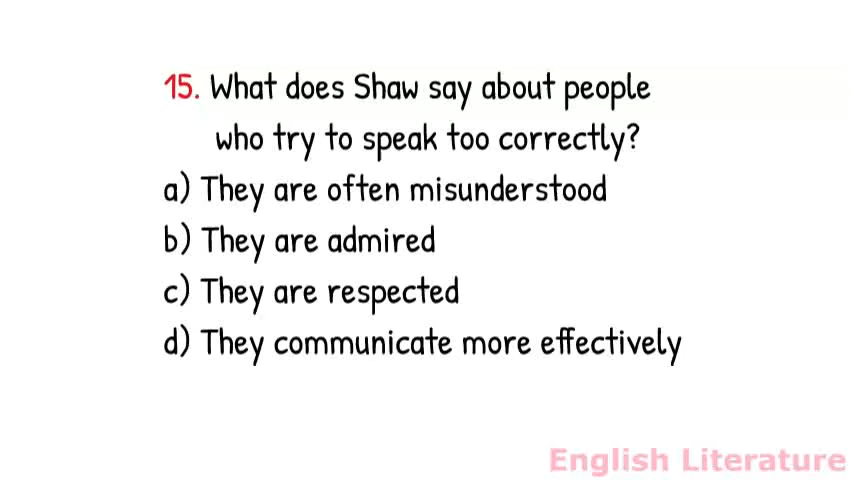 15. What does Shaw say about people
who try to speak too correctly?
a) They are often misunderstood
b) They are admired
c) They are respected
d) They communicate more effectively
English Literature